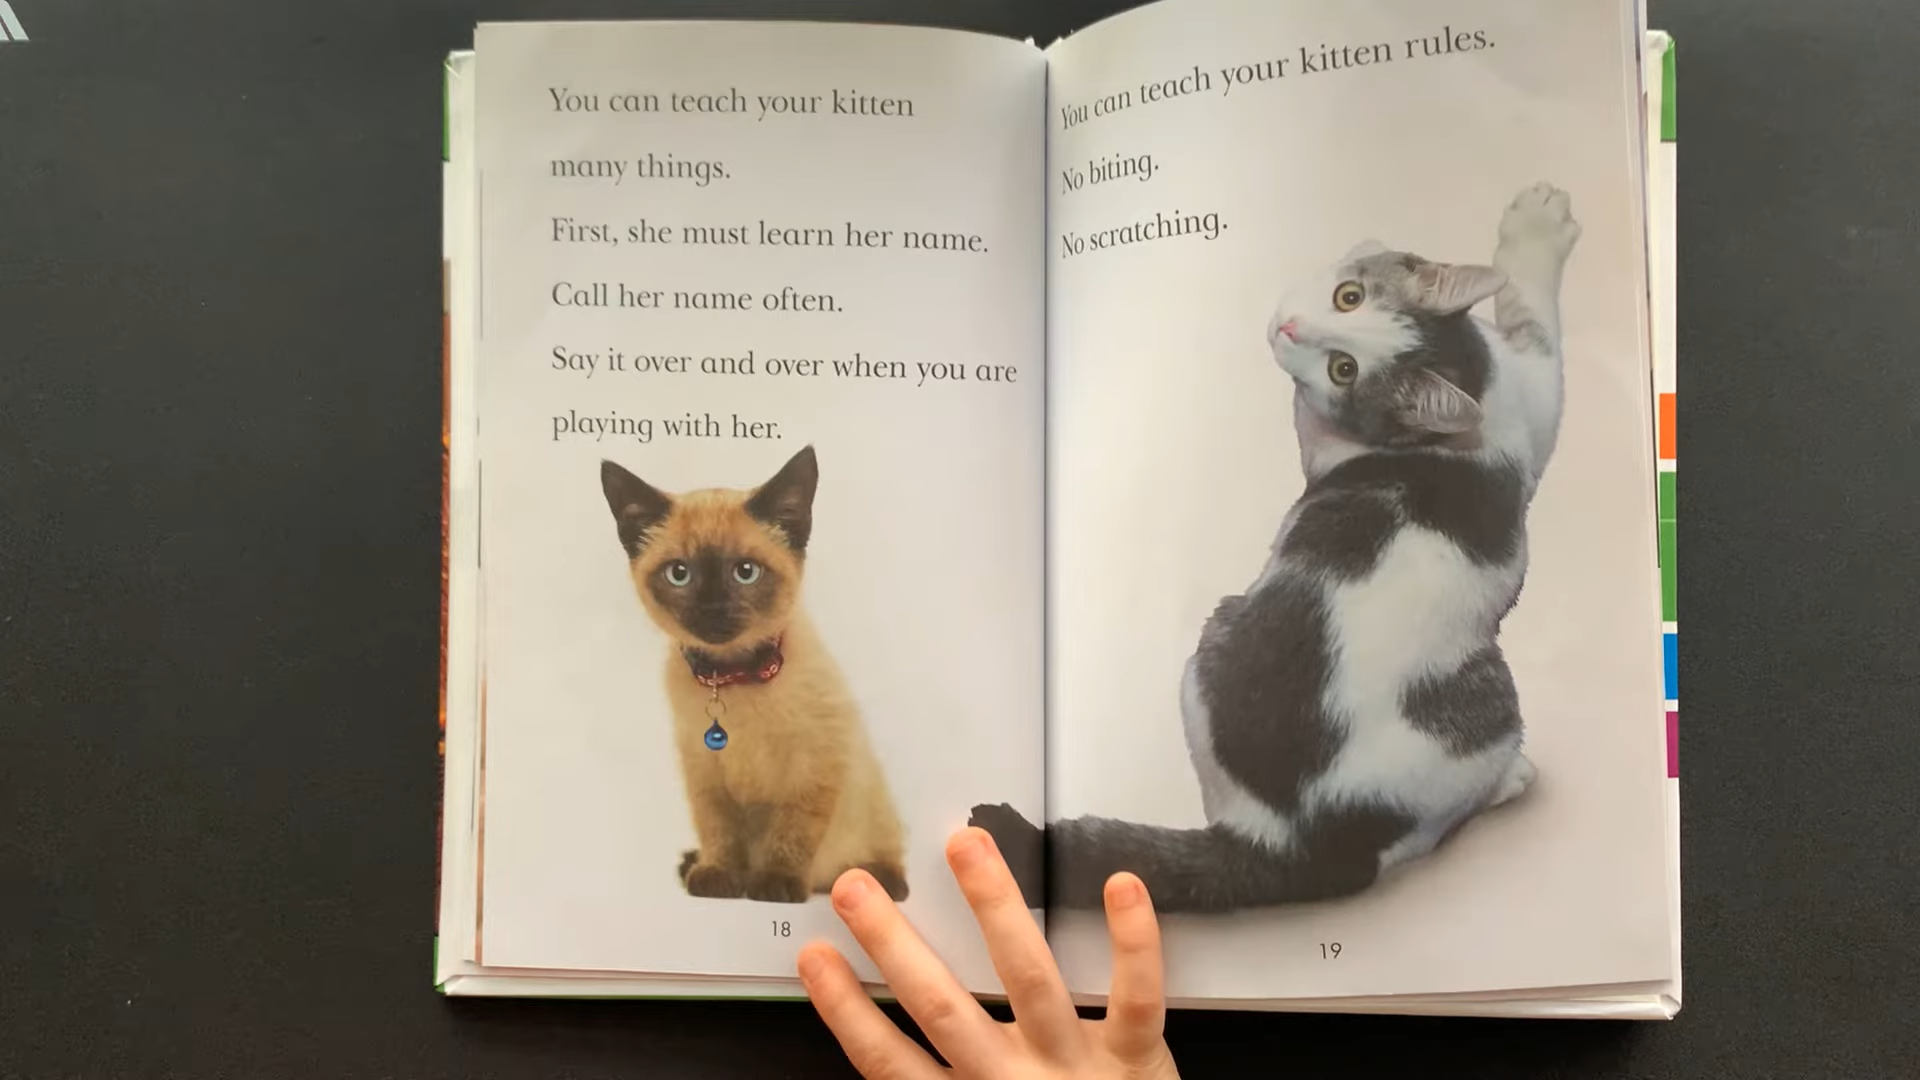 You can teach your kitten
many things.
First, she must learn her name.
Call her name often.
Say it over and over when you are
playing with her.
18
You can teach your kitten rules.
No biting.
No scratching.
19